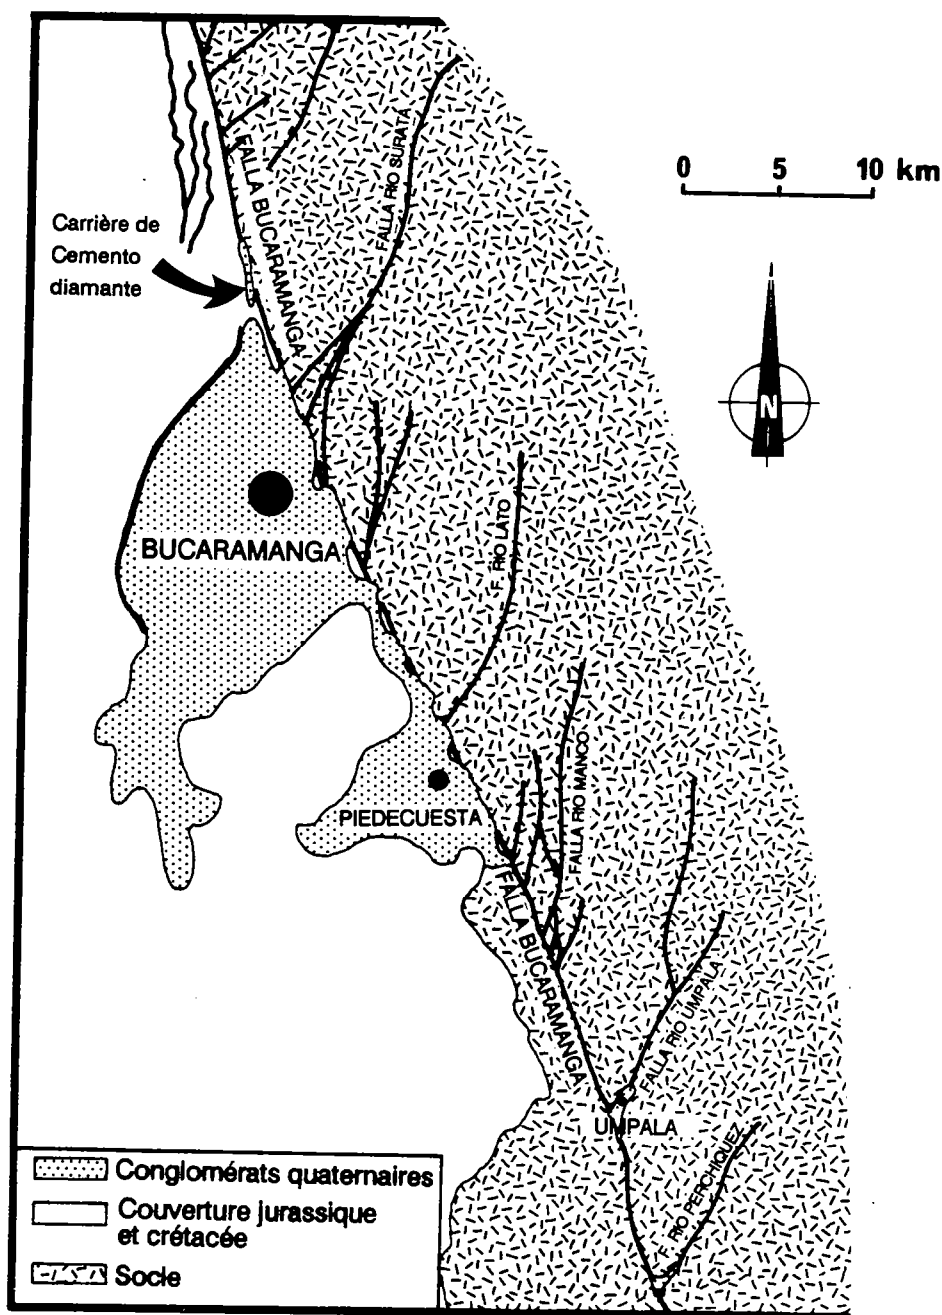 0 5 10 km
FALLA BUCARAMANGA
FALLA RIO SURATA
Carrière de
Cemento
diamante
N
BUCARAMANGA
F. RIO LATO
FALLA RIO MANCO
PIEDECUESTA
FALLA BUCARAMANGA
FALLA RIO UMPALA
UMPALA
F. RIO PERCHIQUEZ
Conglomérats quaternaires
Couverture jurassique
et crétacée
Socle